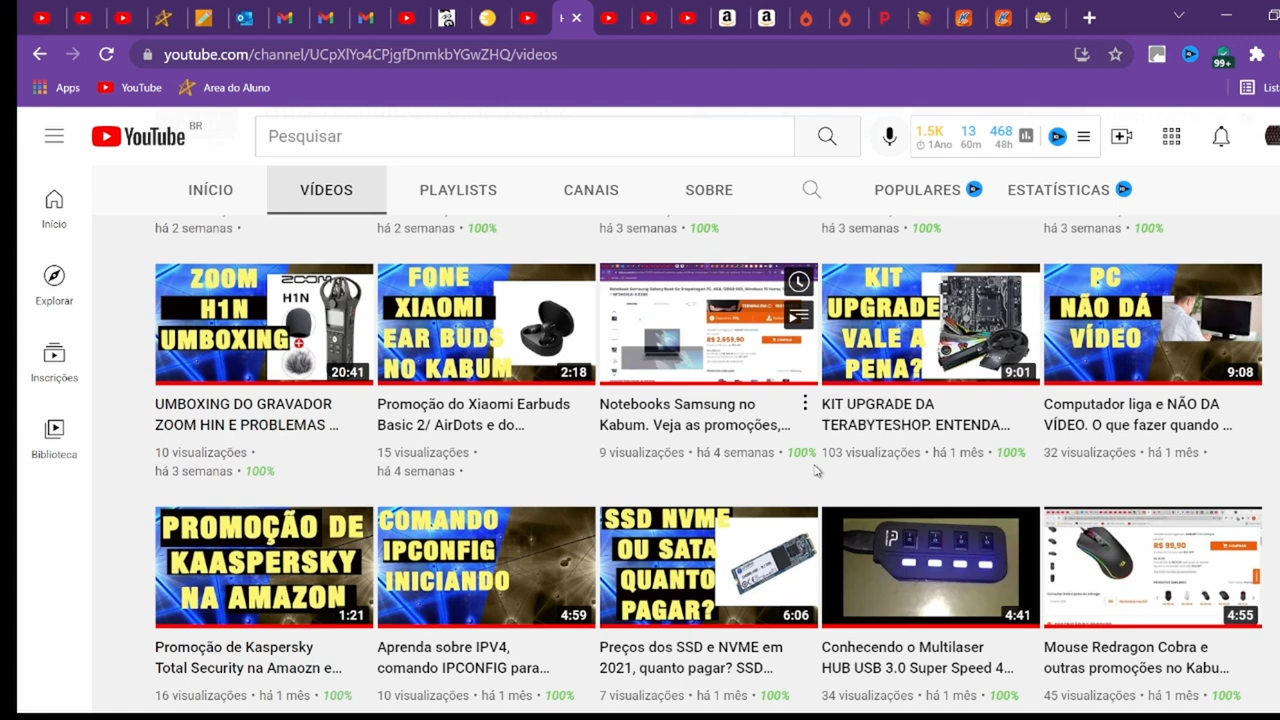 youtube.com/channel/UCpXlYo4CPjgfDnmkbYGwZHQ/videos
99+
Apps YouTube Area do Aluno
YouTube BR
Pesquisar
1.5K 13 468
1Ano 60m 48h
INÍCIO VÍDEOS PLAYLISTS CANAIS SOBRE POPULARES ESTATÍSTICAS
Início
Explorar
Inscrições
Biblioteca
há 2 semanas •
há 2 semanas • 100%
há 3 semanas • 100%
há 3 semanas • 100%
há 3 semanas • 100%
ZOOM
H1N
UMBOXING
ZOOM
H1N
20:41
UMBOXING DO GRAVADOR
ZOOM HIN E PROBLEMAS ...
10 visualizações •
há 3 semanas • 100%
FONE
XIAOMI
EAR BUDS
NO KABUM
2:18
Promoção do Xiaomi Earbuds
Basic 2/ AirDots e do...
15 visualizações •
há 4 semanas •
R$ 2.659,90
Notebooks Samsung no
Kabum. Veja as promoções,...
9 visualizações • há 4 semanas • 100%
KIT
UPGRADE
VALE A
PENA?
9:01
KIT UPGRADE DA
TERABYTESHOP. ENTENDA...
103 visualizações • há 1 mês • 100%
PC
NÃO DÁ
VÍDEO
9:08
Computador liga e NÃO DA
VÍDEO. O que fazer quando ...
32 visualizações • há 1 mês •
PROMOÇÃO DE
KAASPERSKY
NA AMAZON
1:21
Promoção de Kaspersky
Total Security na Amaozn e...
16 visualizações • há 1 mês • 100%
COMANDO
IPCONFIG
INICIANDO
4:59
Aprenda sobre IPV4,
comando IPCONFIG para...
10 visualizações • há 1 mês • 100%
SSD NVME
OU SATA
QUANTO
PAGAR?
6:06
Preços dos SSD e NVME em
2021, quanto pagar? SSD...
7 visualizações • há 1 mês • 100%
4:41
Conhecendo o Multilaser
HUB USB 3.0 Super Speed 4...
34 visualizações • há 1 mês • 100%
R$ 99,90
4:55
Mouse Redragon Cobra e
outras promoções no Kabu...
45 visualizações • há 1 mês • 100%